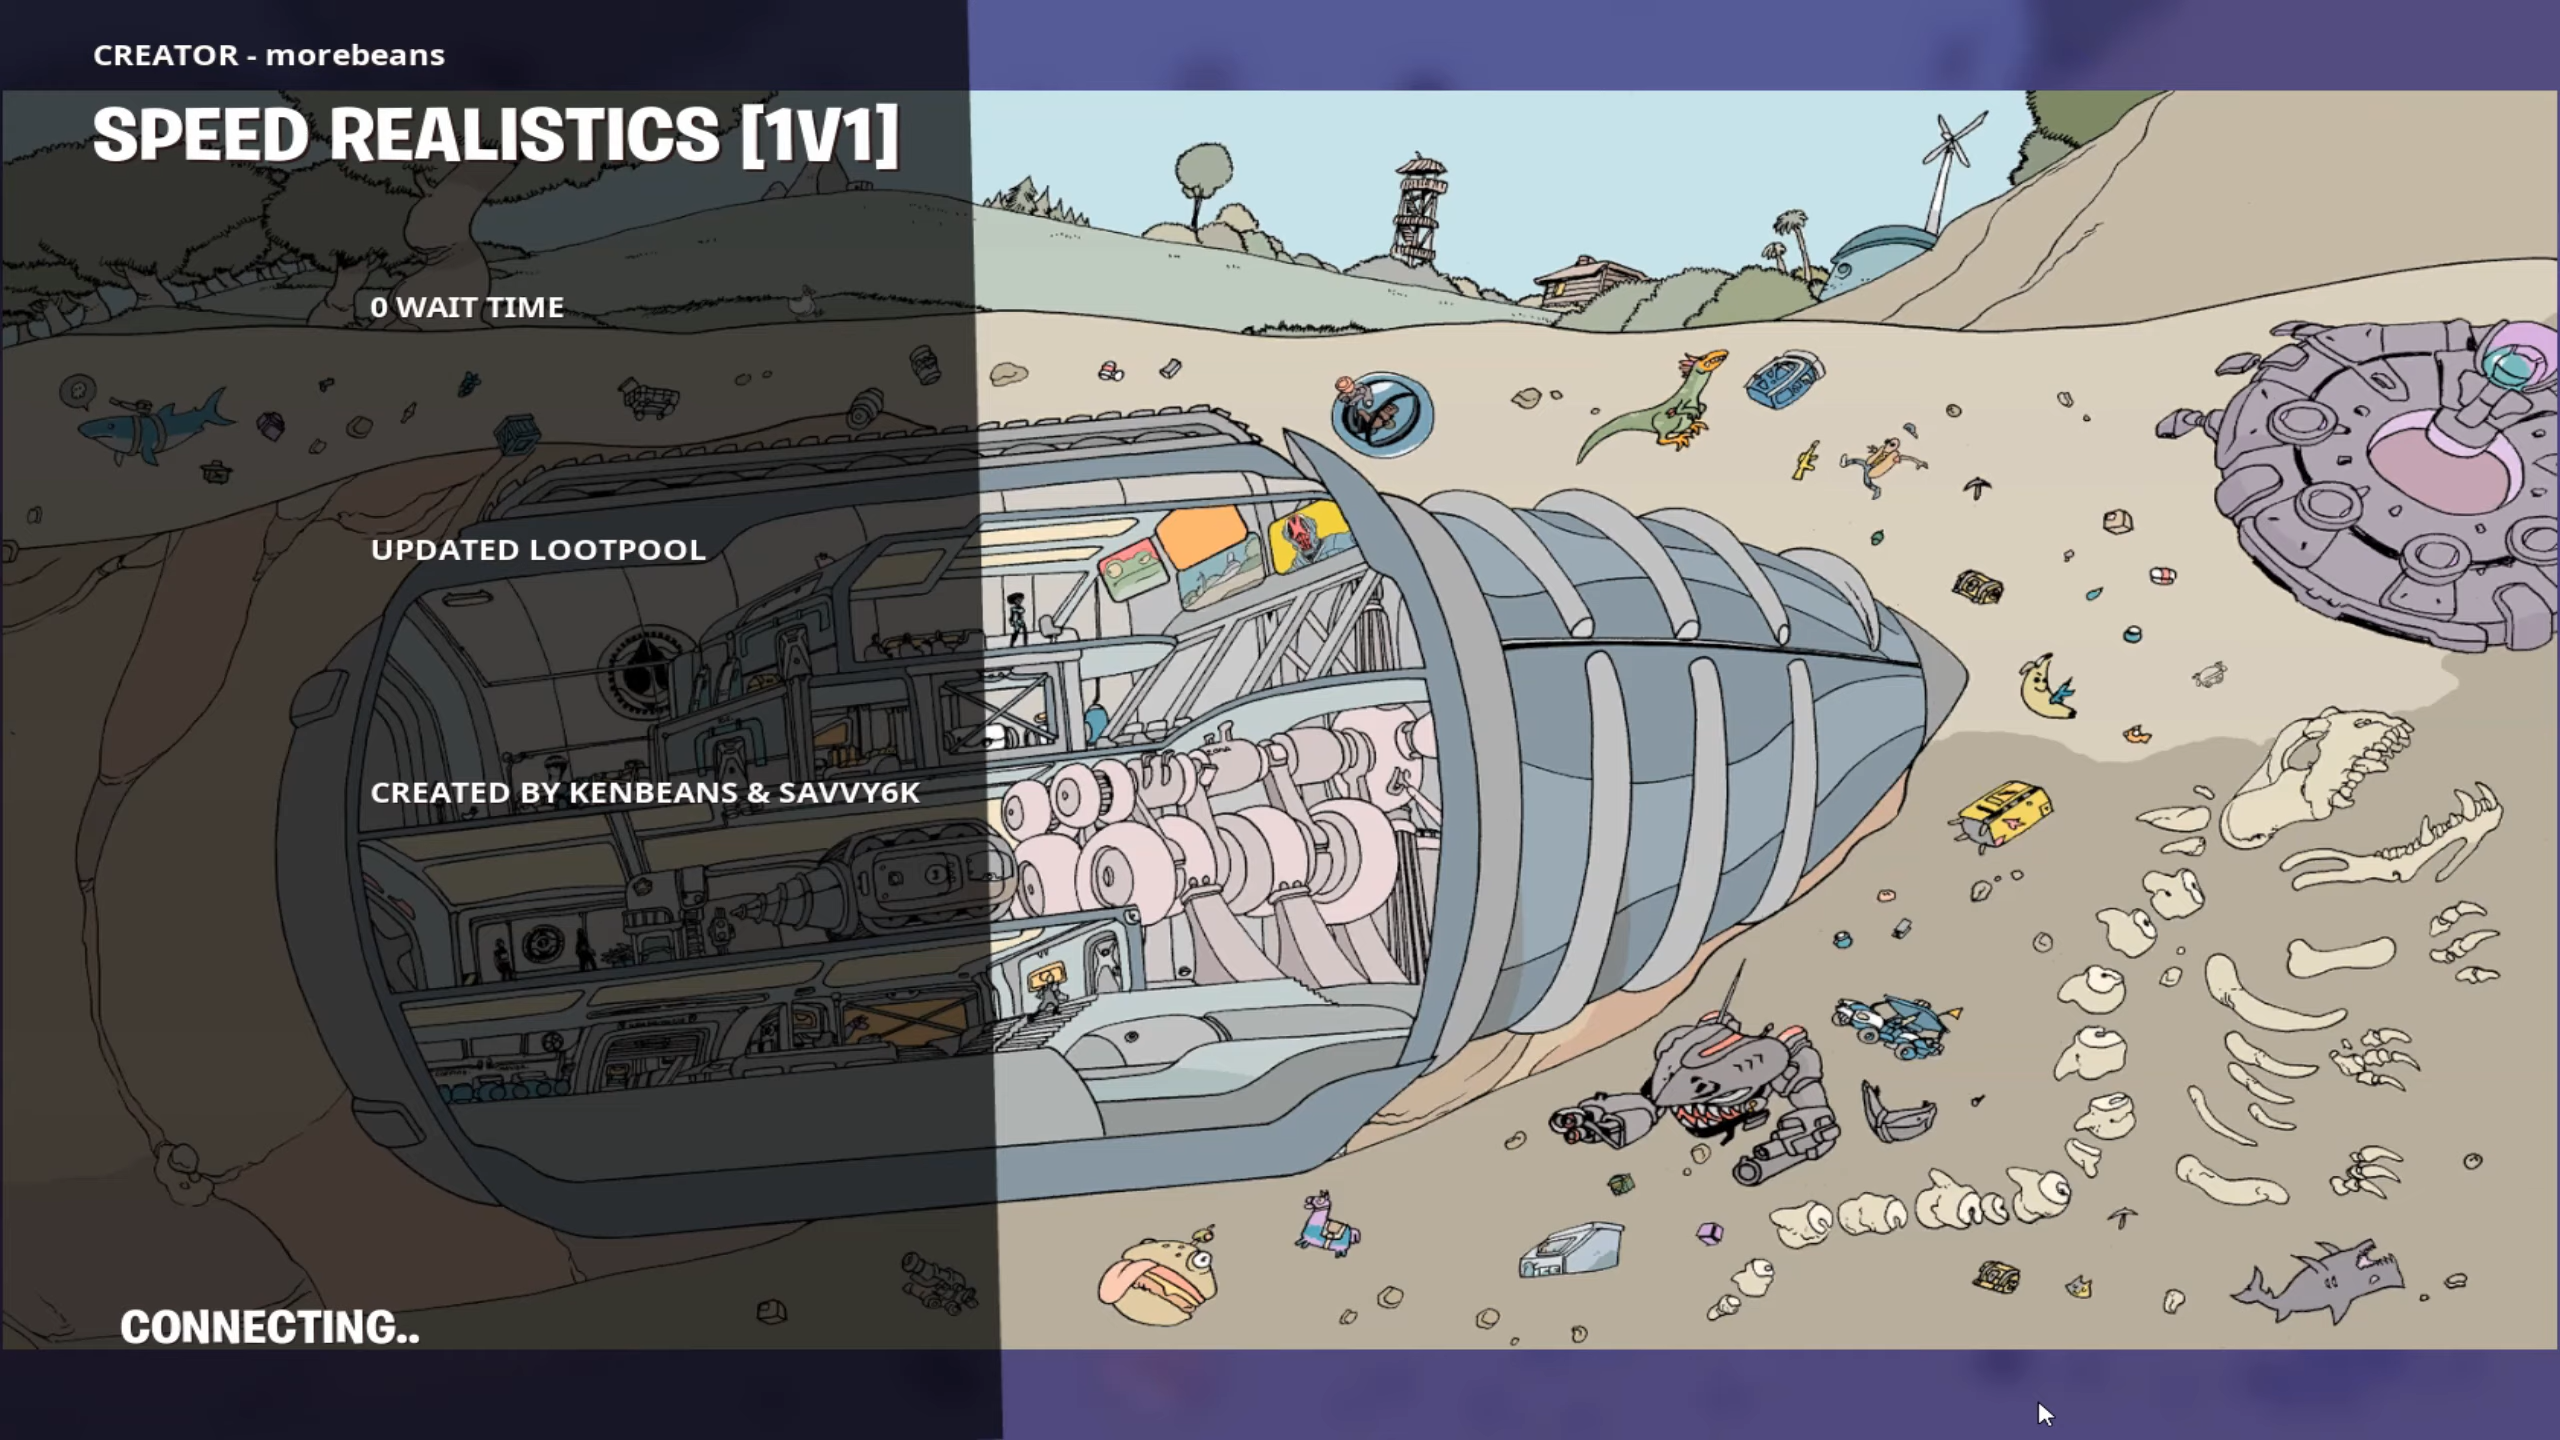 CREATOR - morebeans
SPEED REALISTICS [1V1]
0 WAIT TIME
UPDATED LOOTPOOL
CREATED BY KENBEANS & SAVVY6K
CONNECTING..